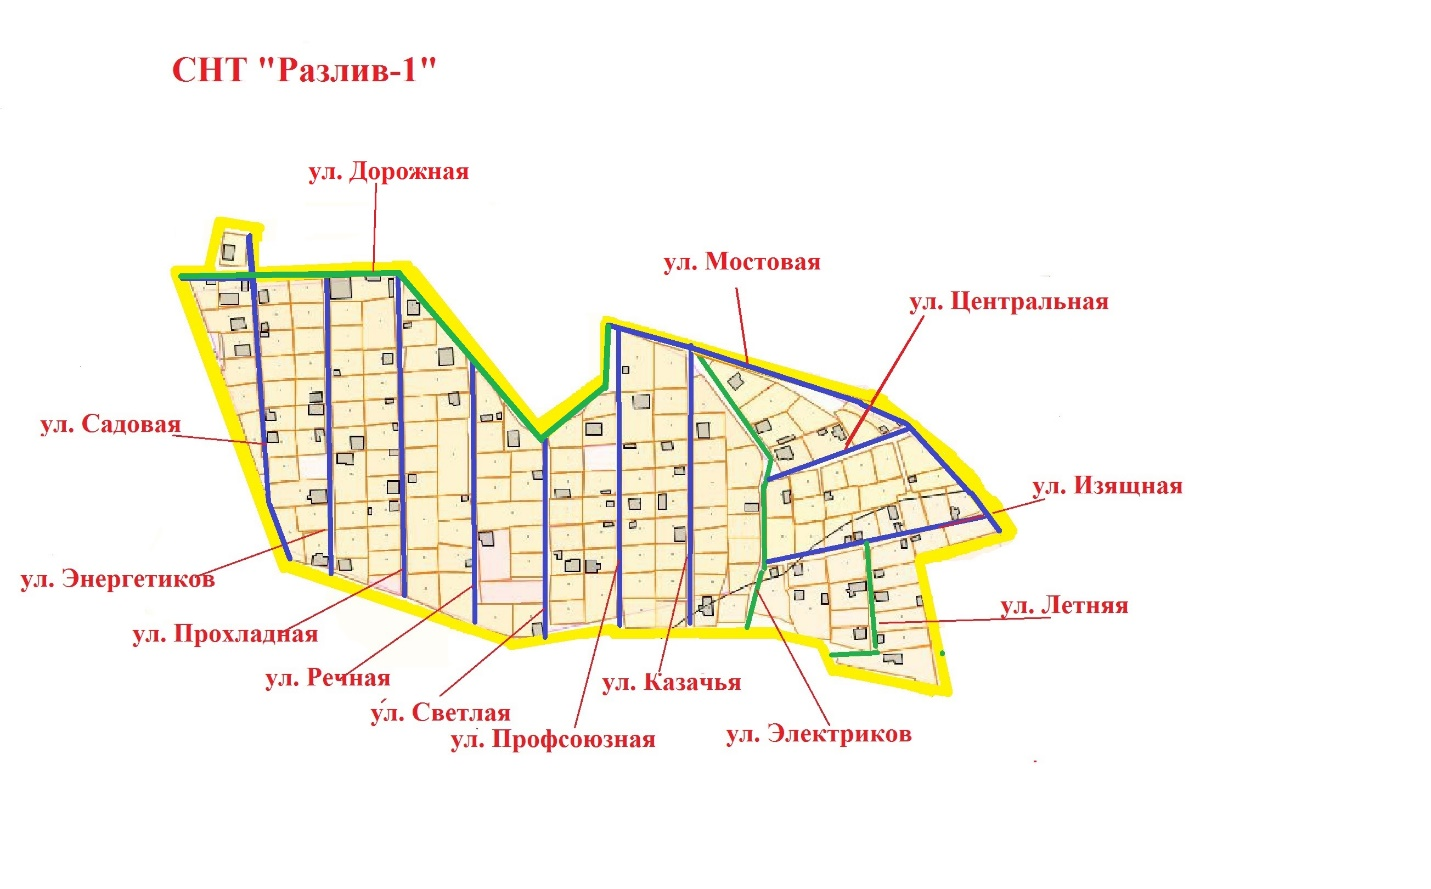 СНТ "Разлив-1"
ул. Дорожная
ул. Мостовая
ул. Центральная
ул. Садовая
ул. Изящная
ул. Энергетиков
ул. Летняя
ул. Прохладная
ул. Речная
ул. Казачья
ул. Светлая
ул. Профсоюзная
ул. Электриков